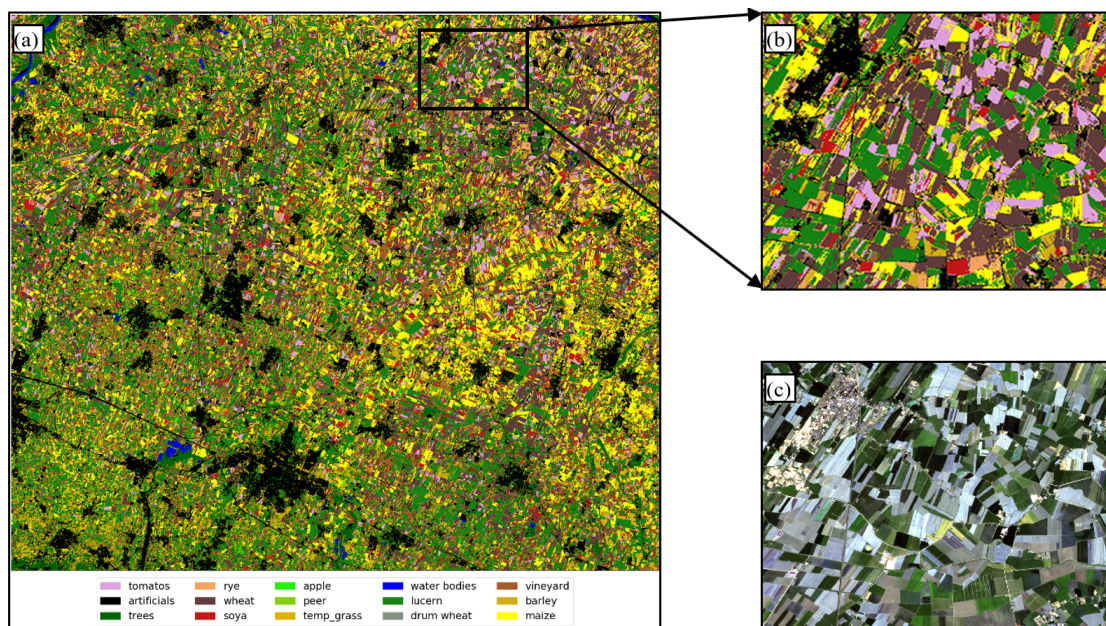 (a)
(b)
(c)
tomatos rye apple water bodies vineyard
artificials wheat peer lucern barley
trees soya temp_grass drum wheat maize